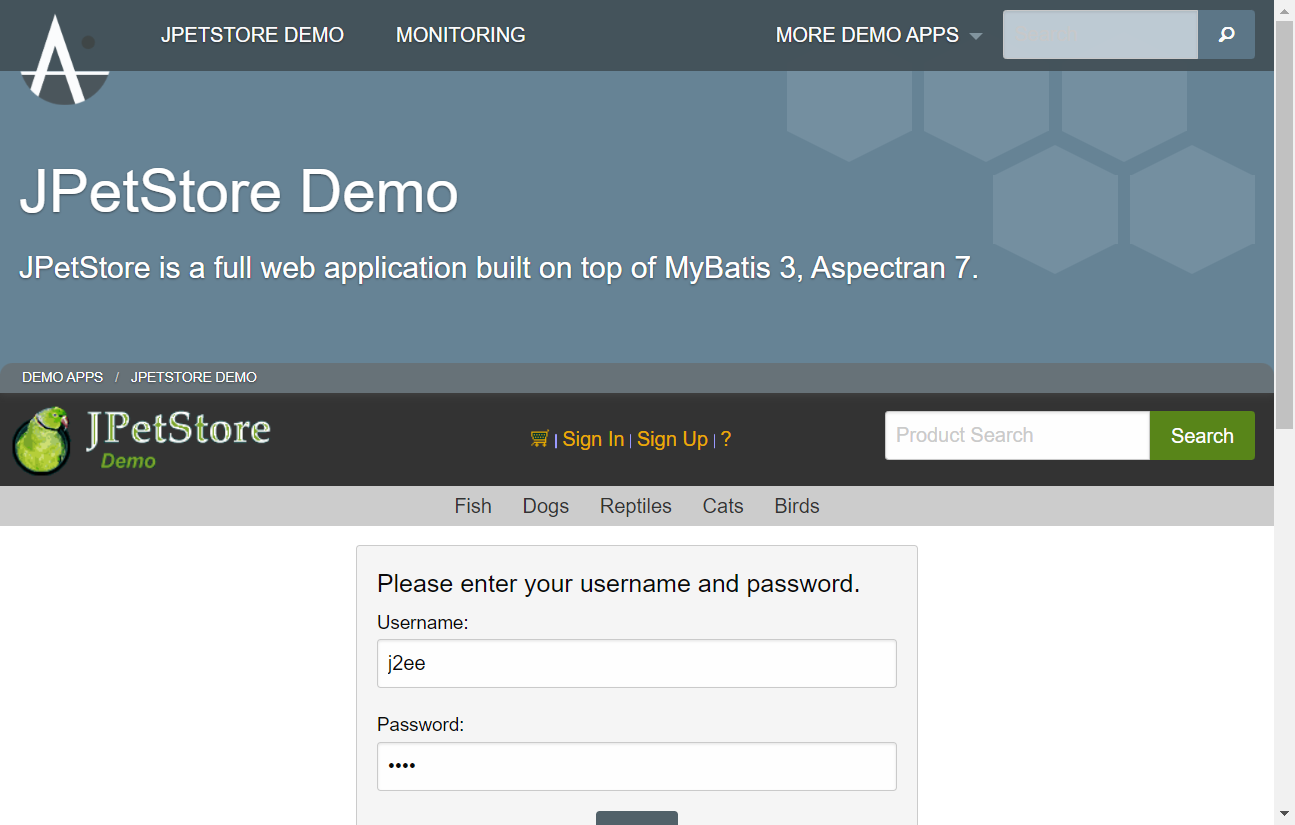 JPETSTORE DEMO MONITORING MORE DEMO APPS
JPetStore Demo
JPetStore is a full web application built on top of MyBatis 3, Aspectran 7.
DEMO APPS / JPETSTORE DEMO
JPetStore
Demo
| Sign In | Sign Up | ?
Product Search
Search
Fish Dogs Reptiles Cats Birds
Please enter your username and password.
Username:
j2ee
Password:
••••